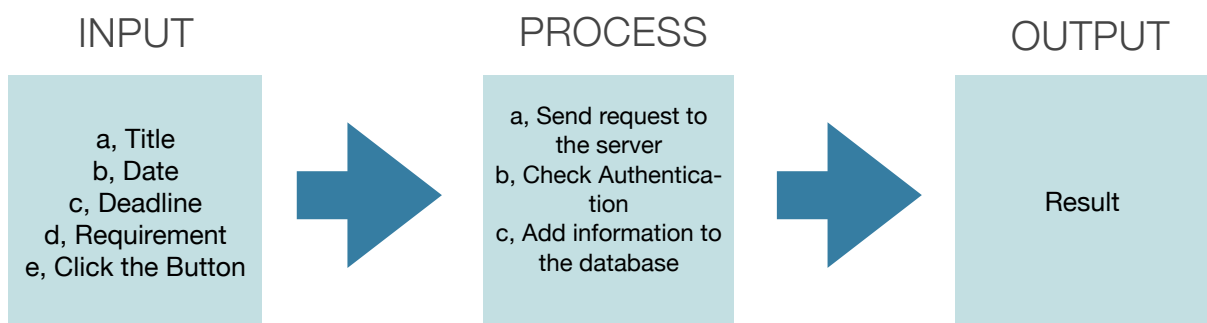 INPUT
a, Title
b, Date
c, Deadline
d, Requirement
e, Click the Button
PROCESS
a, Send request to
the server
b, Check Authentica-
tion
c, Add information to
the database
OUTPUT
Result